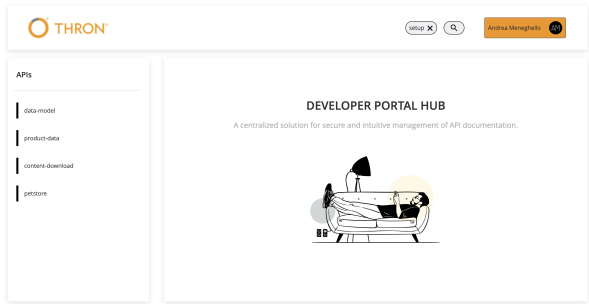 THRON
setup
Andrea Meneghello
AM
APIs
data-model
product-data
content-download
petstore
DEVELOPER PORTAL HUB
A centralized solution for secure and intuitive management of API documentation.